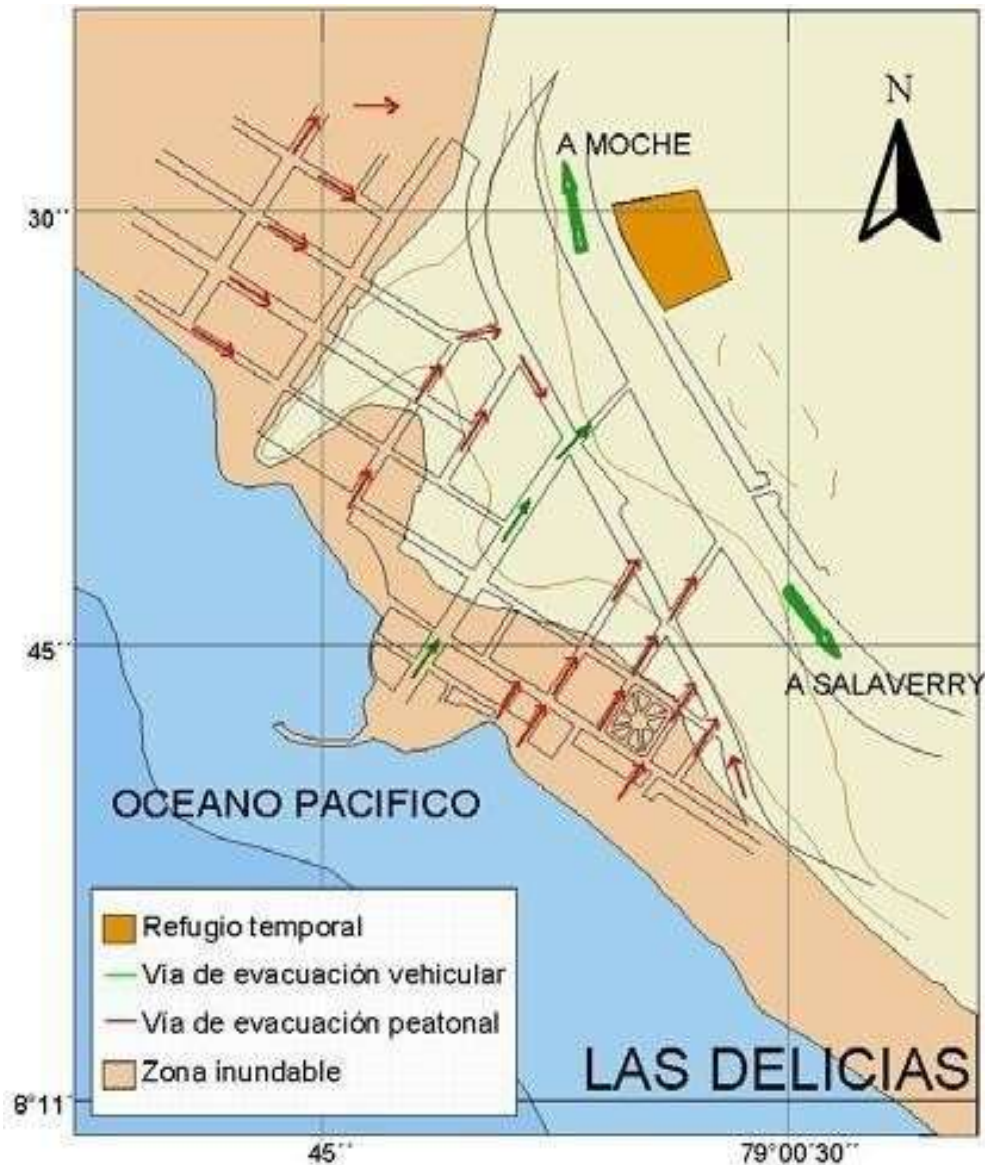 N
A MOCHE
30´´
45´´
A SALAVERRY
OCEANO PACIFICO
Refugio temporal
Vía de evacuación vehicular
Vía de evacuación peatonal
Zona inundable
LAS DELICIAS
8°11´
45´´
79°00´30´´